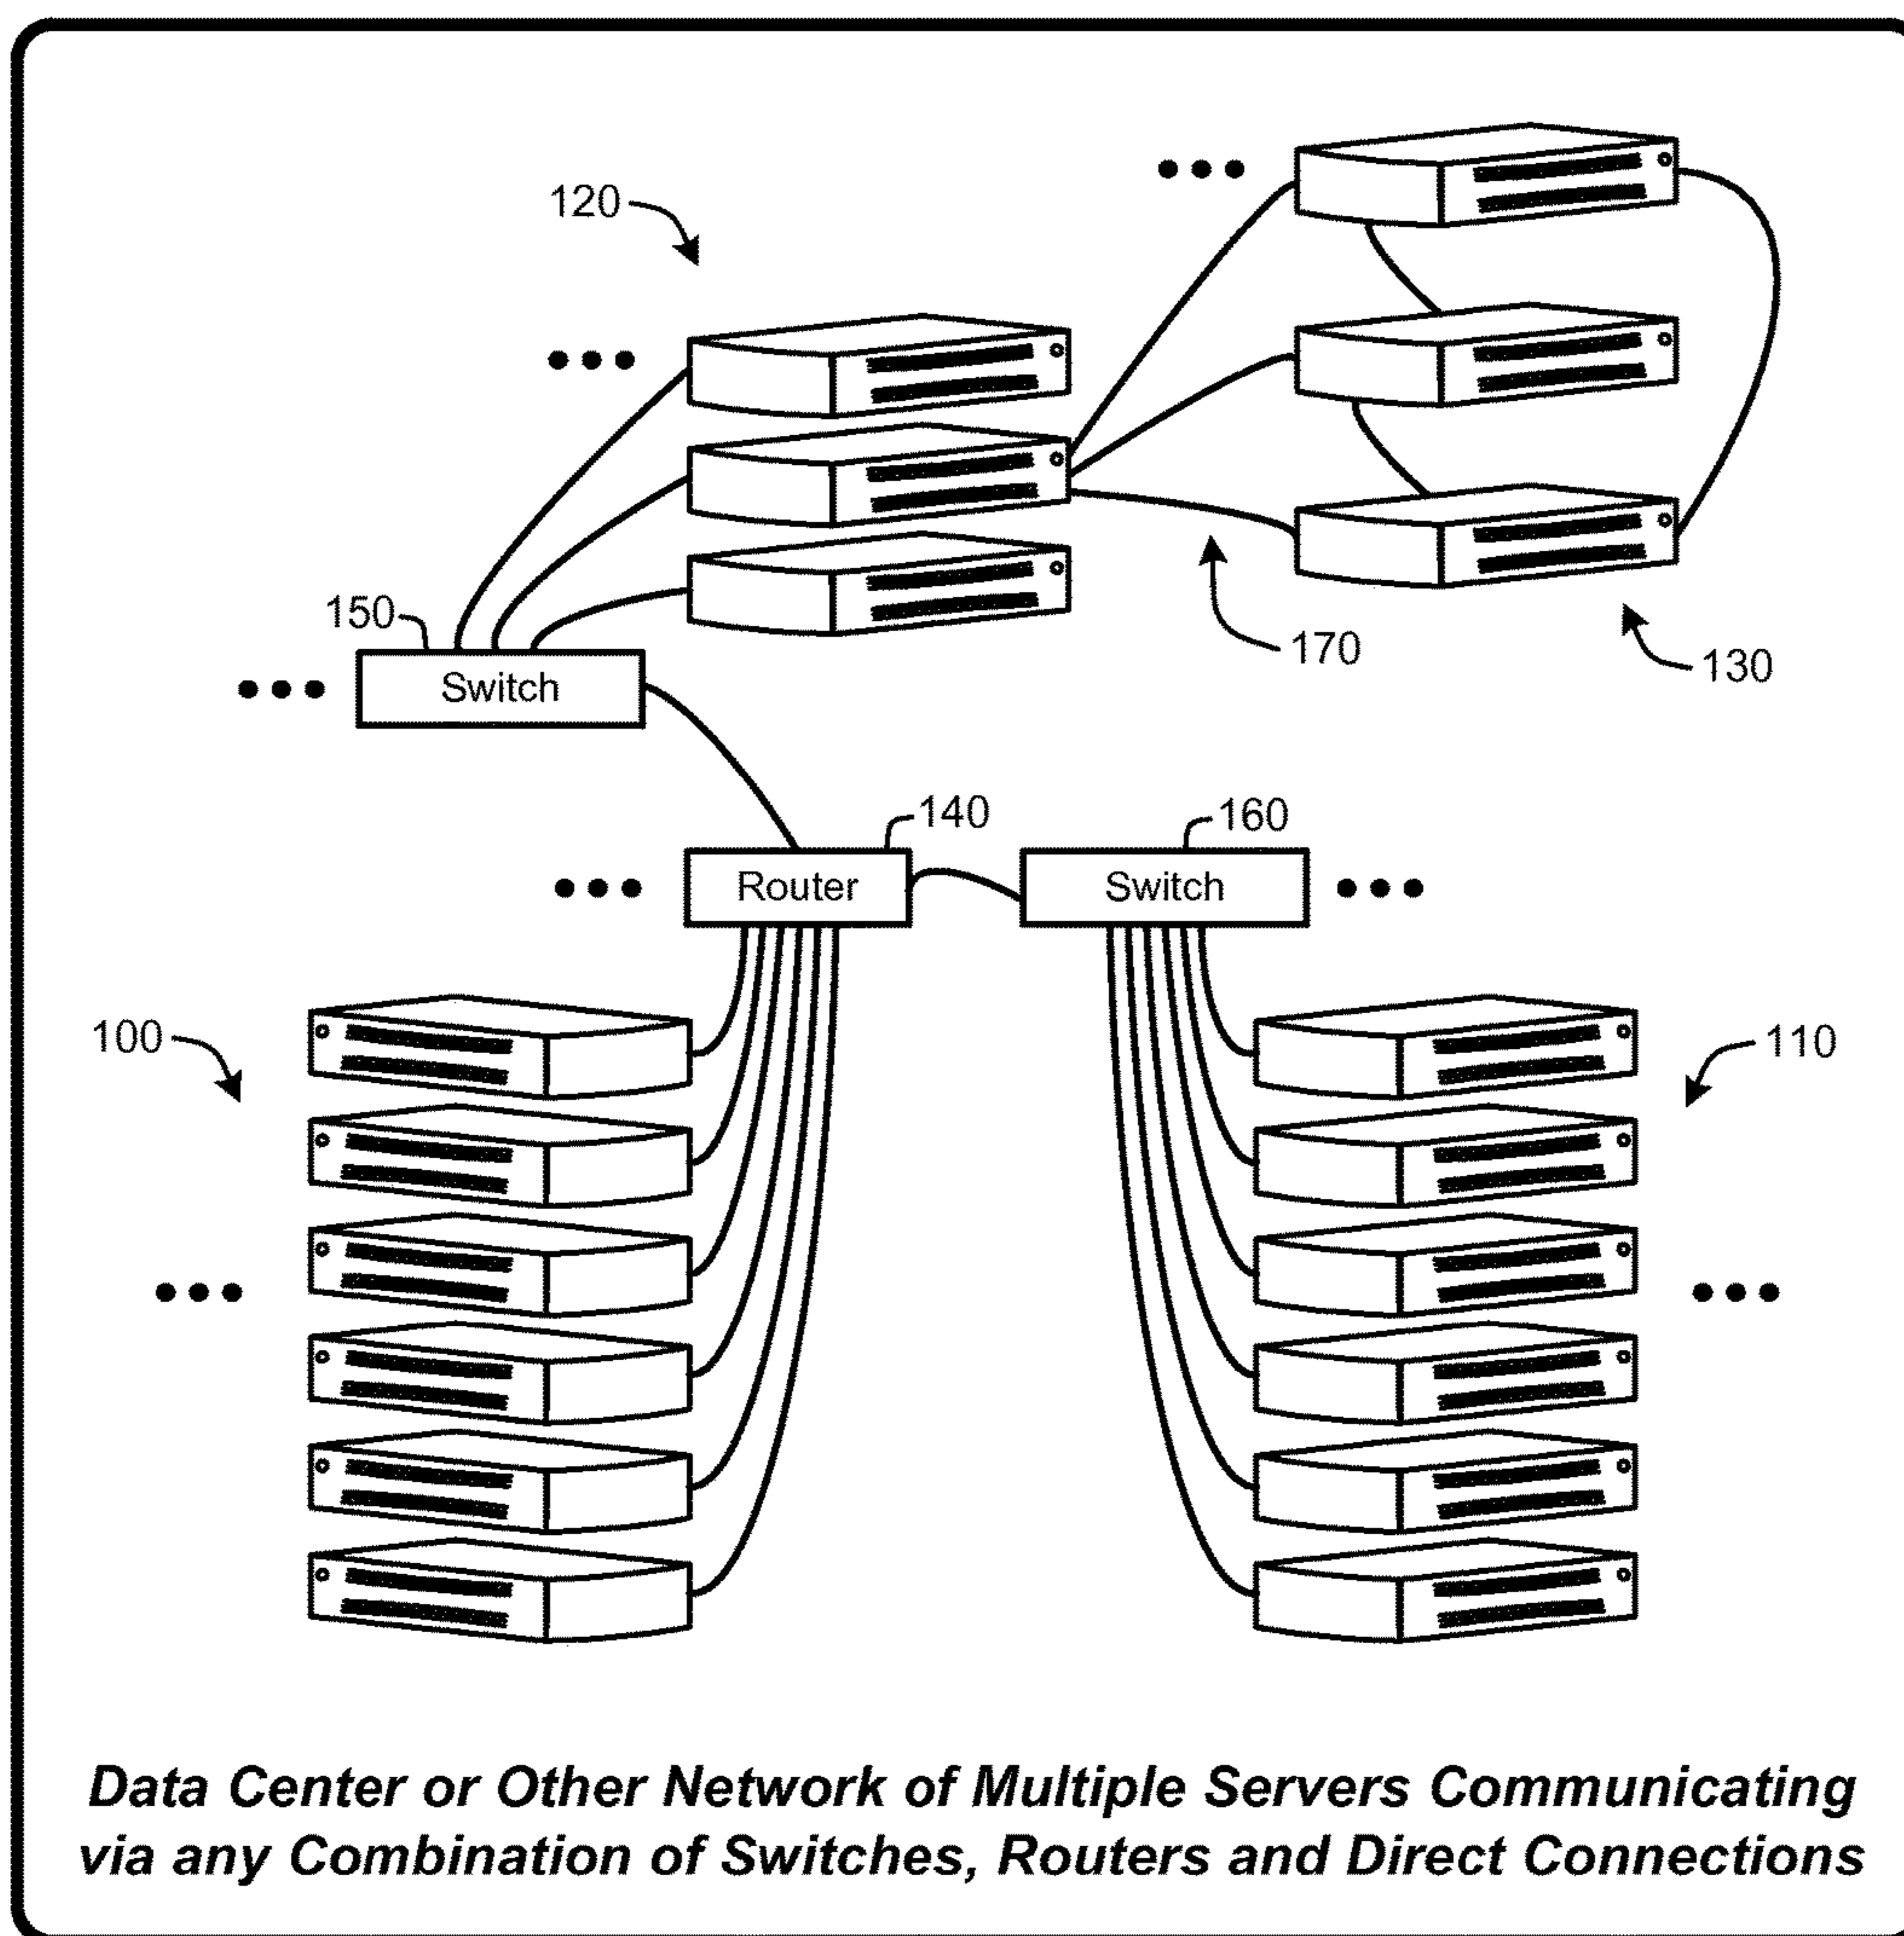 120
150
Switch
170
130
140
160
Router
Switch
100
110
Data Center or Other Network of Multiple Servers Communicating
via any Combination of Switches, Routers and Direct Connections